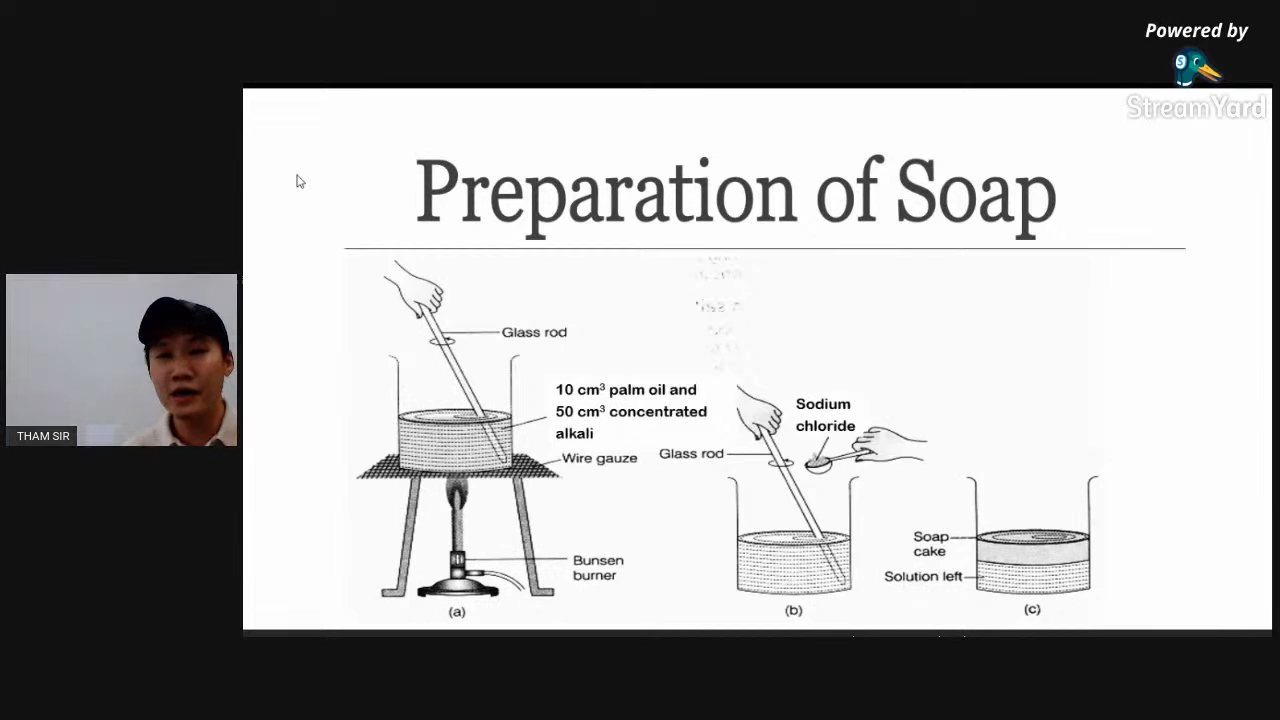 Powered by
StreamYard
Preparation of Soap
Glass rod
10 cm³ palm oil and
50 cm³ concentrated
alkali
Wire gauze
Bunsen
burner
(a)
Sodium
chloride
Glass rod
(b)
Soap
cake
Solution left
(c)
THAM SIR